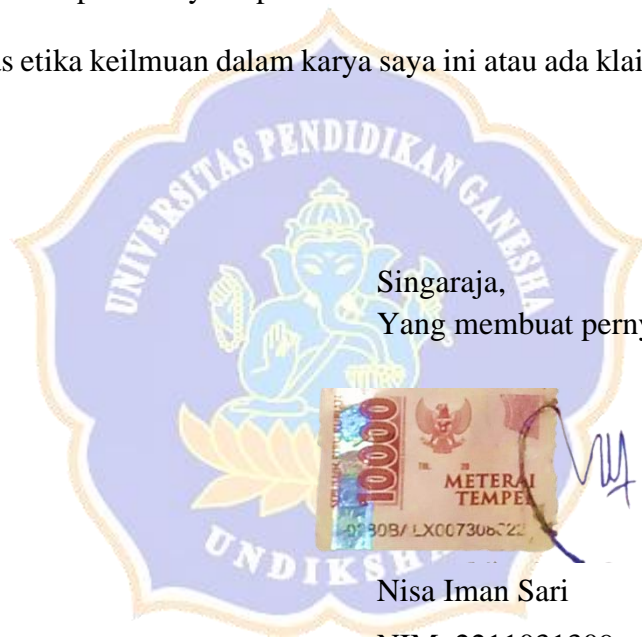 s etika keilmuan dalam karya saya ini atau ada klai
UNIVERSITAS PENDIDIKAN GANESHA
Singaraja,
Yang membuat perny
10000
METERAI
TEMPEL
UNDIKSHA
Nisa Iman Sari